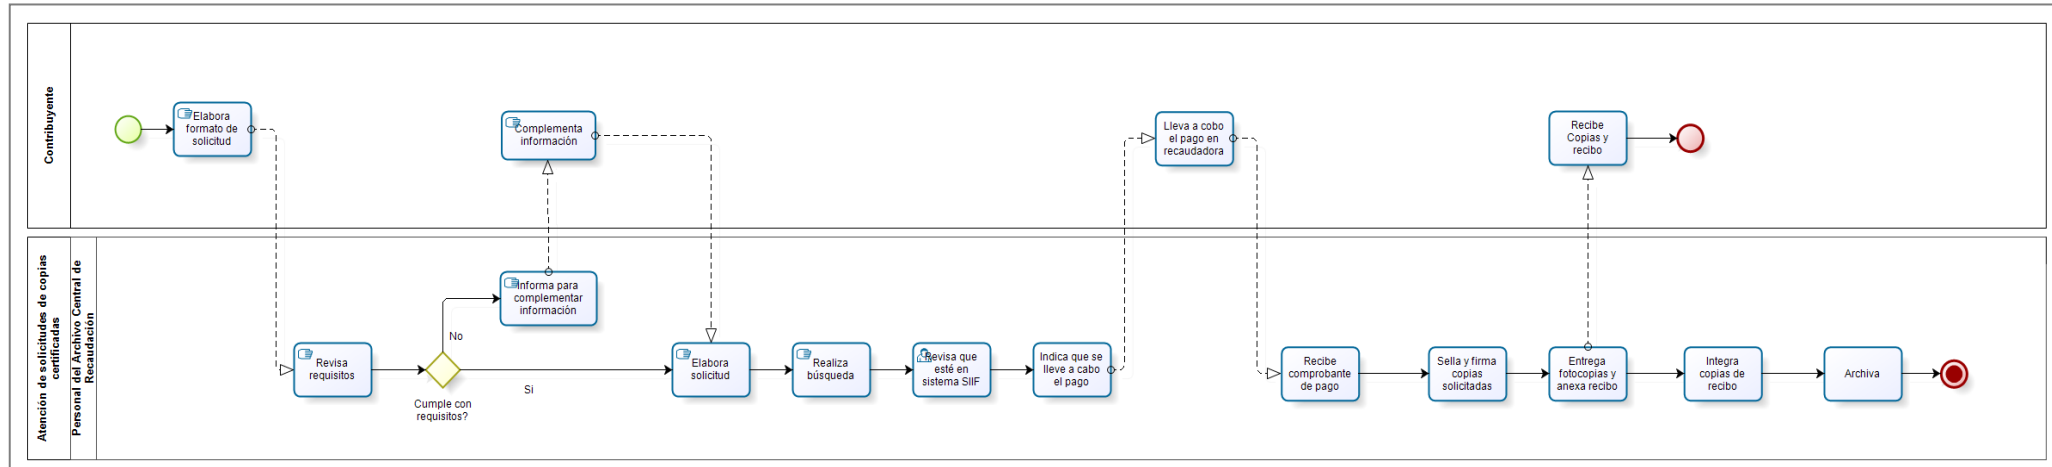 Contribuyente
Elabora
formato de
solicitud
Complementa
información
Lleva a cobo
el pago en
recaudadora
Recibe
Copias y
recibo
Atención de solicitudes de copias
certificadas
Personal del Archivo Central de
Recaudación
Revisa
requisitos
Cumple con
requisitos?
No
Si
Informa para
complementar
información
Elabora
solicitud
Realiza
búsqueda
Revisa que
esté en
sistema SIIF
Indica que se
lleve a cabo
el pago
Recibe
comprobante
de pago
Sella y firma
copias
solicitadas
Entrega
fotocopias y
anexa recibo
Integra
copias de
recibo
Archiva